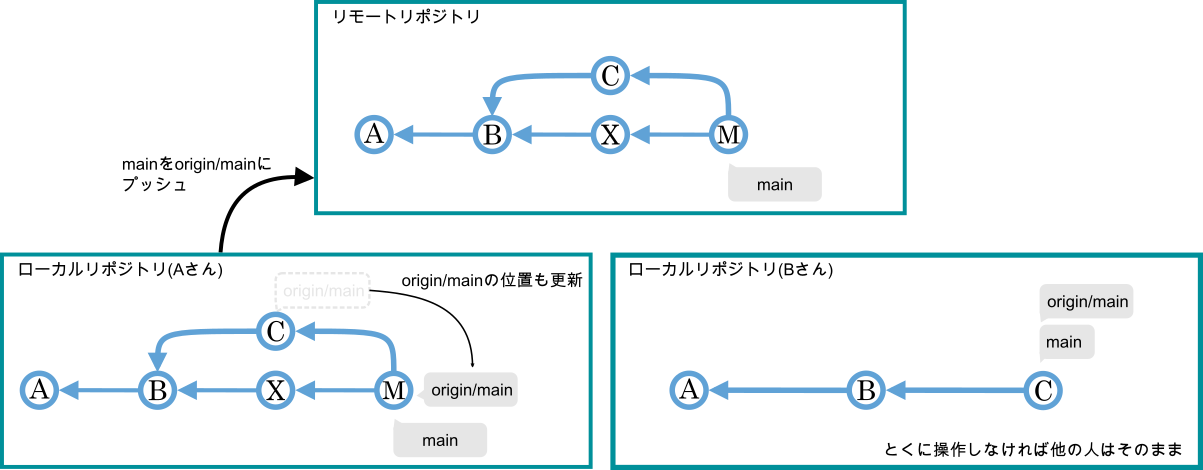 リモートリポジトリ
C
A
B
X
M
main
mainをorigin/mainに
プッシュ
ローカルリポジトリ(Aさん)
origin/main
origin/mainの位置も更新
C
A
B
X
M
origin/main
main
ローカルリポジトリ(Bさん)
origin/main
main
A
B
C
とくに操作しなければ他の人はそのまま